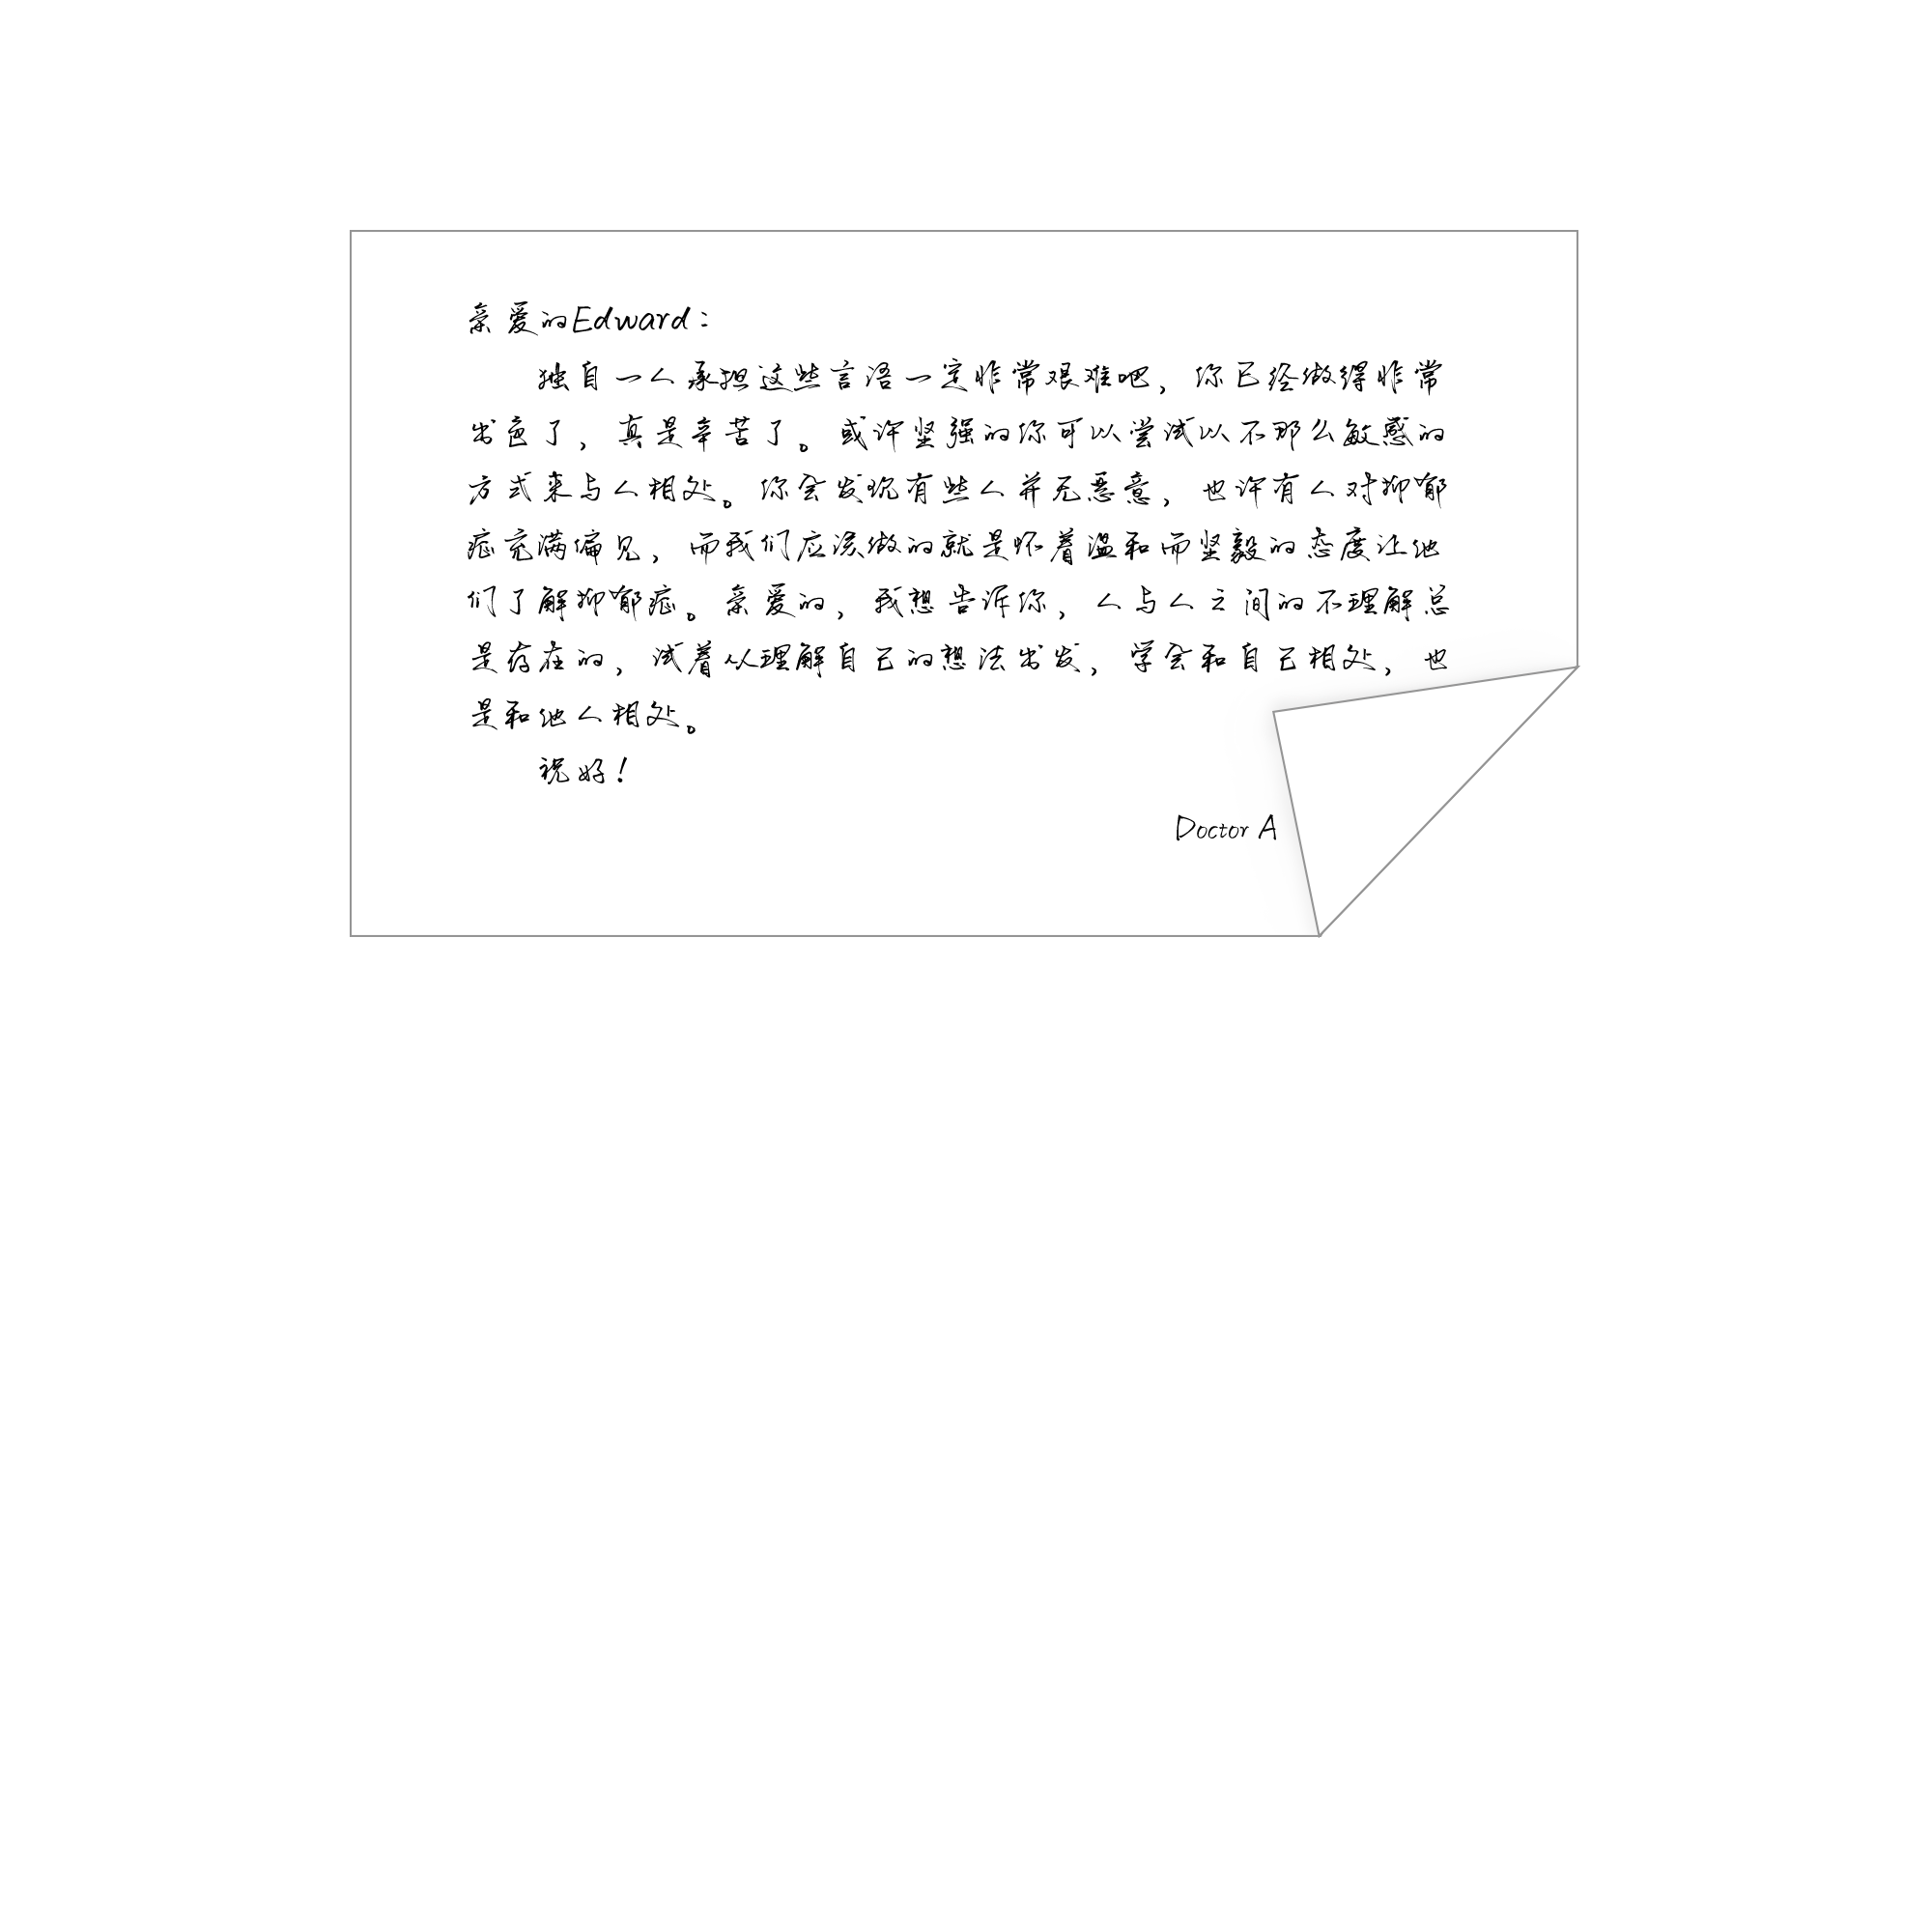 亲爱的Edward：
独自一人承担这些言语一定非常艰难吧，你已经做得非常
出色了，真是辛苦了。或许坚强的你可以尝试以不那么敏感的
方式来与人相处。你会发现有些人并无恶意，也许有人对抑郁
症充满偏见，而我们应该做的就是怀着温和而坚毅的态度让他
们了解抑郁症。亲爱的，我想告诉你，人与人之间的不理解总
是存在的，试着从理解自己的想法出发，学会和自己相处，也
是和他人相处。
祝好！
Doctor A